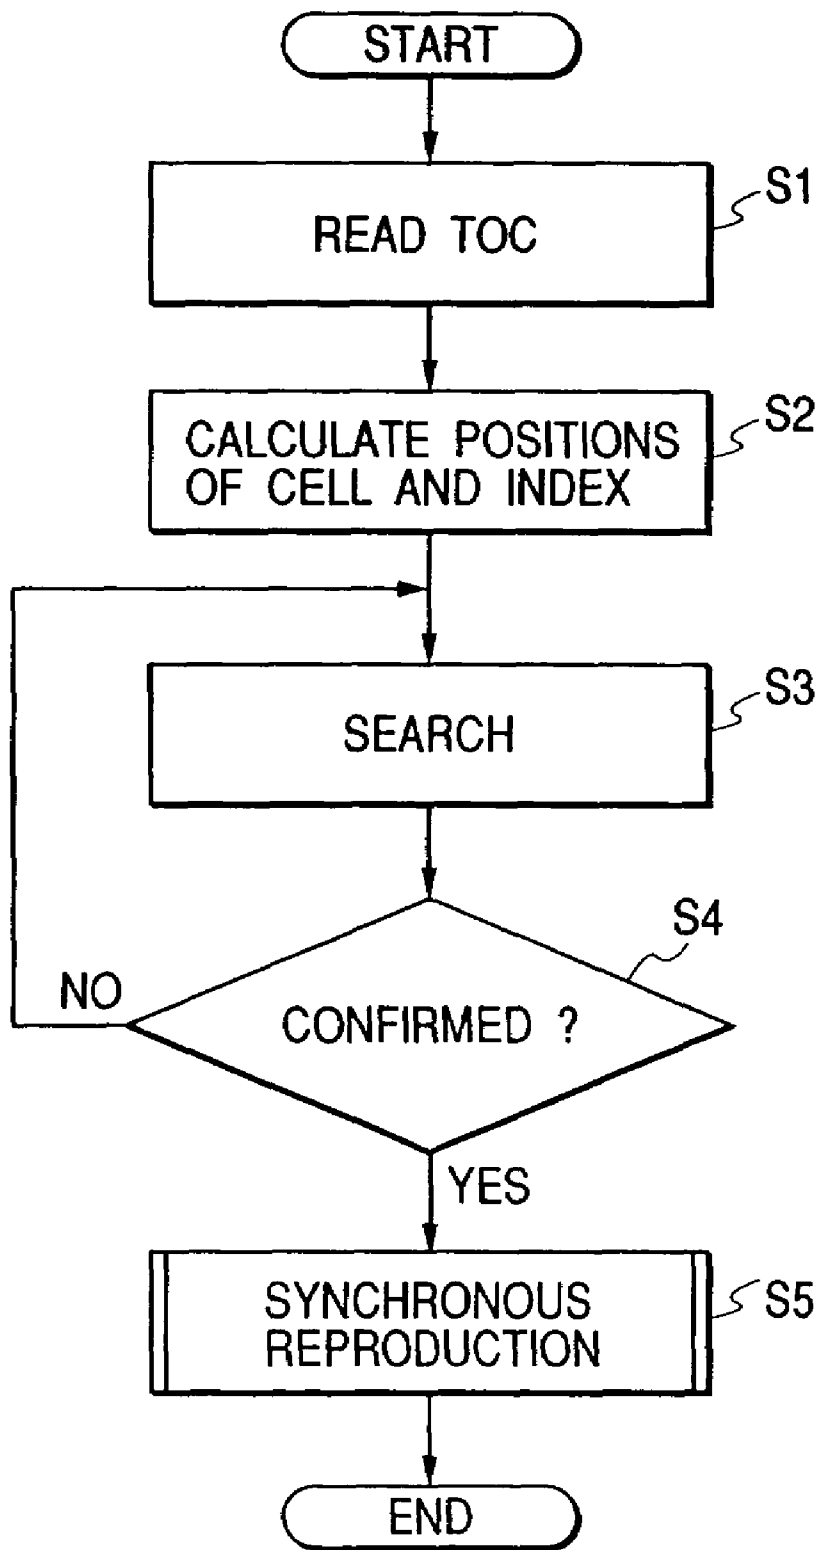 START
S1
READ TOC
S2
CALCULATE POSITIONS
OF CELL AND INDEX
S3
SEARCH
S4
NO
CONFIRMED ?
YES
SYNCHRONOUS
REPRODUCTION
S5
END